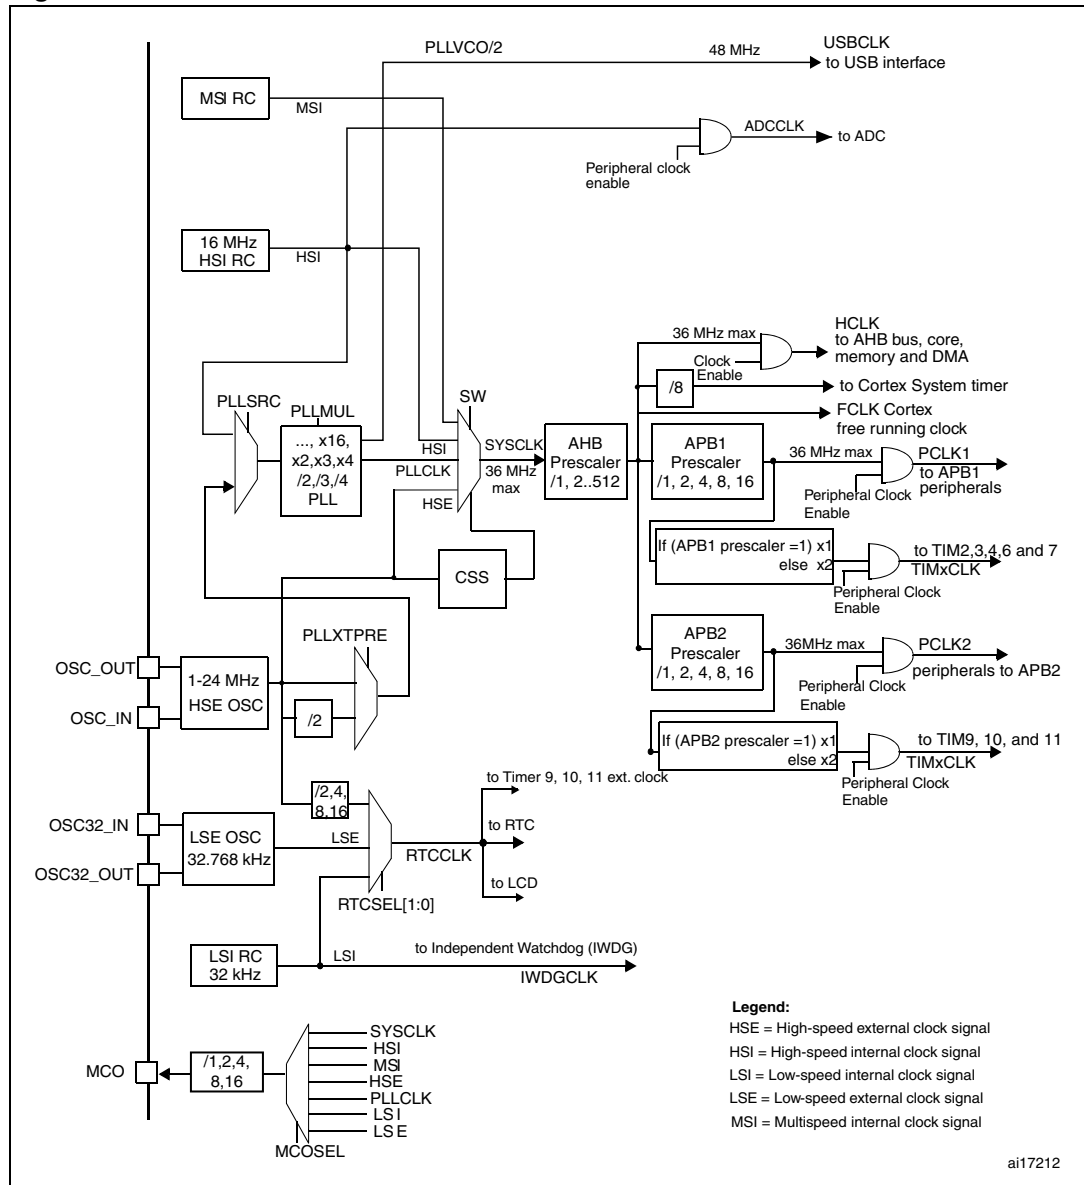 PLLVCO/2
48 MHz
USBCLK
to USB interface
MSI RC
MSI
ADCCLK
to ADC
Peripheral clock
enable
16 MHz
HSI RC
HSI
HCLK
36 MHz max
to AHB bus, core,
memory and DMA
Clock
Enable
/8
to Cortex System timer
PLLSRC
PLLMUL
SW
FCLK Cortex
free running clock
..., x16,
x2,x3,x4
/2,/3,/4
PLL
HSI
PLLCLK
HSE
SYSCLK
36 MHz
max
AHB
Prescaler
/1, 2..512
APB1
Prescaler
/1, 2, 4, 8, 16
36 MHz max
PCLK1
to APB1
peripherals
Peripheral Clock
Enable
If (APB1 prescaler =1) x1
else x2
to TIM2,3,4,6 and 7
TIMxCLK
Peripheral Clock
Enable
CSS
PLLXTPRE
OSC_OUT
OSC_IN
1-24 MHz
HSE OSC
/2
APB2
Prescaler
/1, 2, 4, 8, 16
36MHz max
PCLK2
peripherals to APB2
Peripheral Clock
Enable
If (APB2 prescaler =1) x1
else x2
to TIM9, 10, and 11
TIMxCLK
Peripheral Clock
Enable
/2,4,
8,16
to Timer 9, 10, 11 ext. clock
OSC32_IN
OSC32_OUT
LSE OSC
32.768 kHz
LSE
RTCCLK
to RTC
to LCD
RTCSEL[1:0]
LSI RC
32 kHz
LSI
to Independent Watchdog (IWDG)
IWDGCLK
MCO
/1,2,4,
8,16
SYSCLK
HSI
MSI
HSE
PLLCLK
LSI
LSE
MCOSEL
Legend:
HSE = High-speed external clock signal
HSI = High-speed internal clock signal
LSI = Low-speed internal clock signal
LSE = Low-speed external clock signal
MSI = Multispeed internal clock signal
ai17212